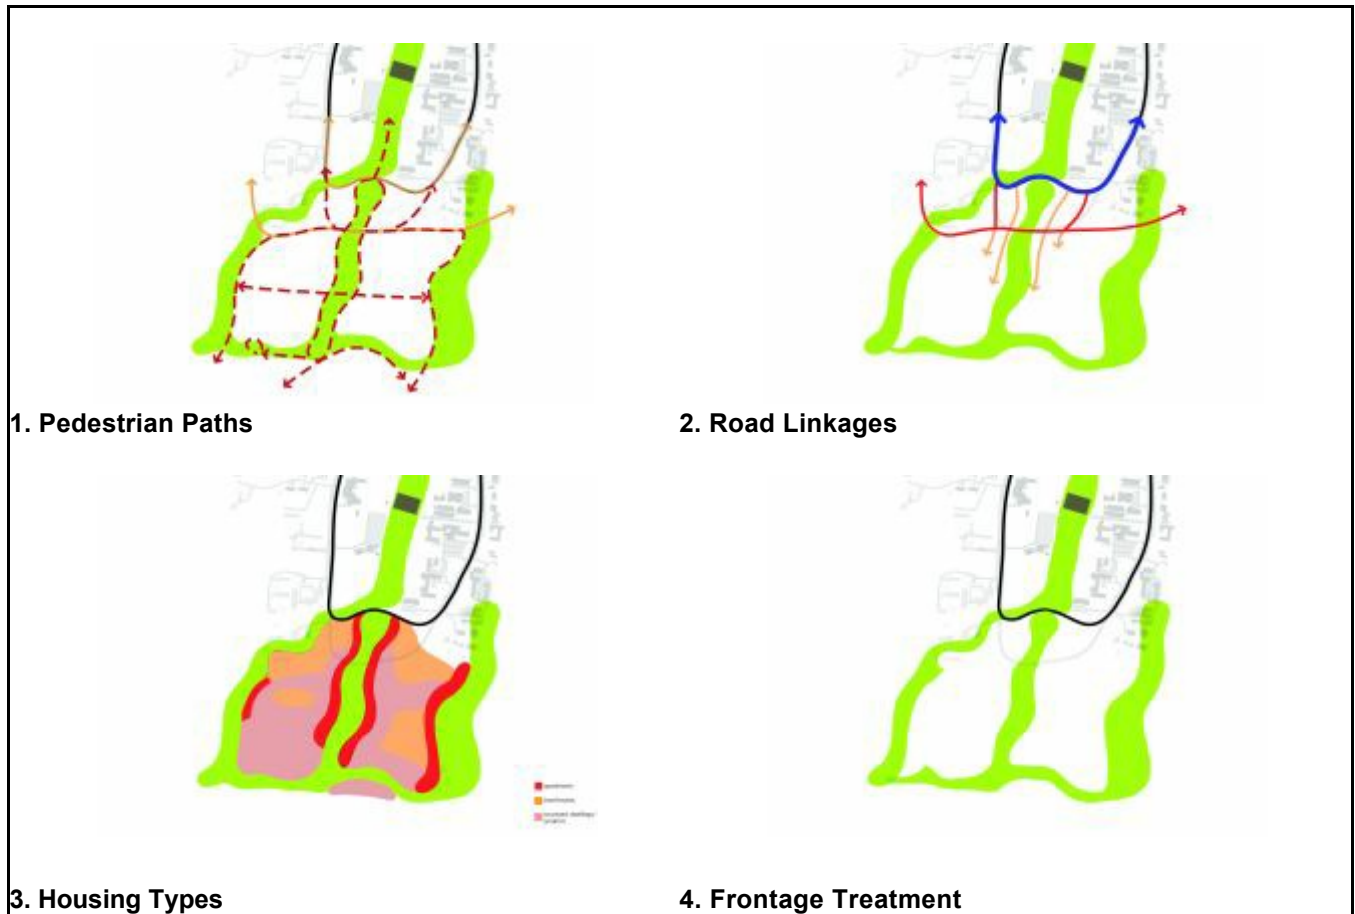 1. Pedestrian Paths
2. Road Linkages
3. Housing Types
4. Frontage Treatment